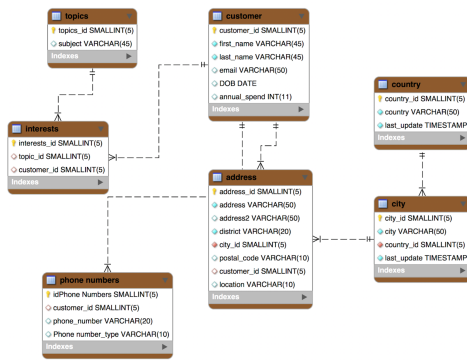 topics
topics_id SMALLINT(5)
subject VARCHAR(45)
Indexes
customer
customer_id SMALLINT(5)
first_name VARCHAR(45)
last_name VARCHAR(45)
email VARCHAR(50)
DOB DATE
annual_spend INT(11)
Indexes
country
country_id SMALLINT(5)
country VARCHAR(50)
last_update TIMESTAMP
Indexes
interests
interests_id SMALLINT(5)
topic_id SMALLINT(5)
customer_id SMALLINT(5)
Indexes
address
address_id SMALLINT(5)
address VARCHAR(50)
address2 VARCHAR(50)
district VARCHAR(20)
city_id SMALLINT(5)
postal_code VARCHAR(10)
customer_id SMALLINT(5)
location VARCHAR(10)
Indexes
city
city_id SMALLINT(5)
city VARCHAR(50)
country_id SMALLINT(5)
last_update TIMESTAMP
Indexes
phone numbers
idPhone Numbers SMALLINT(5)
customer_id SMALLINT(5)
phone_number VARCHAR(20)
Phone number_type VARCHAR(10)
Indexes